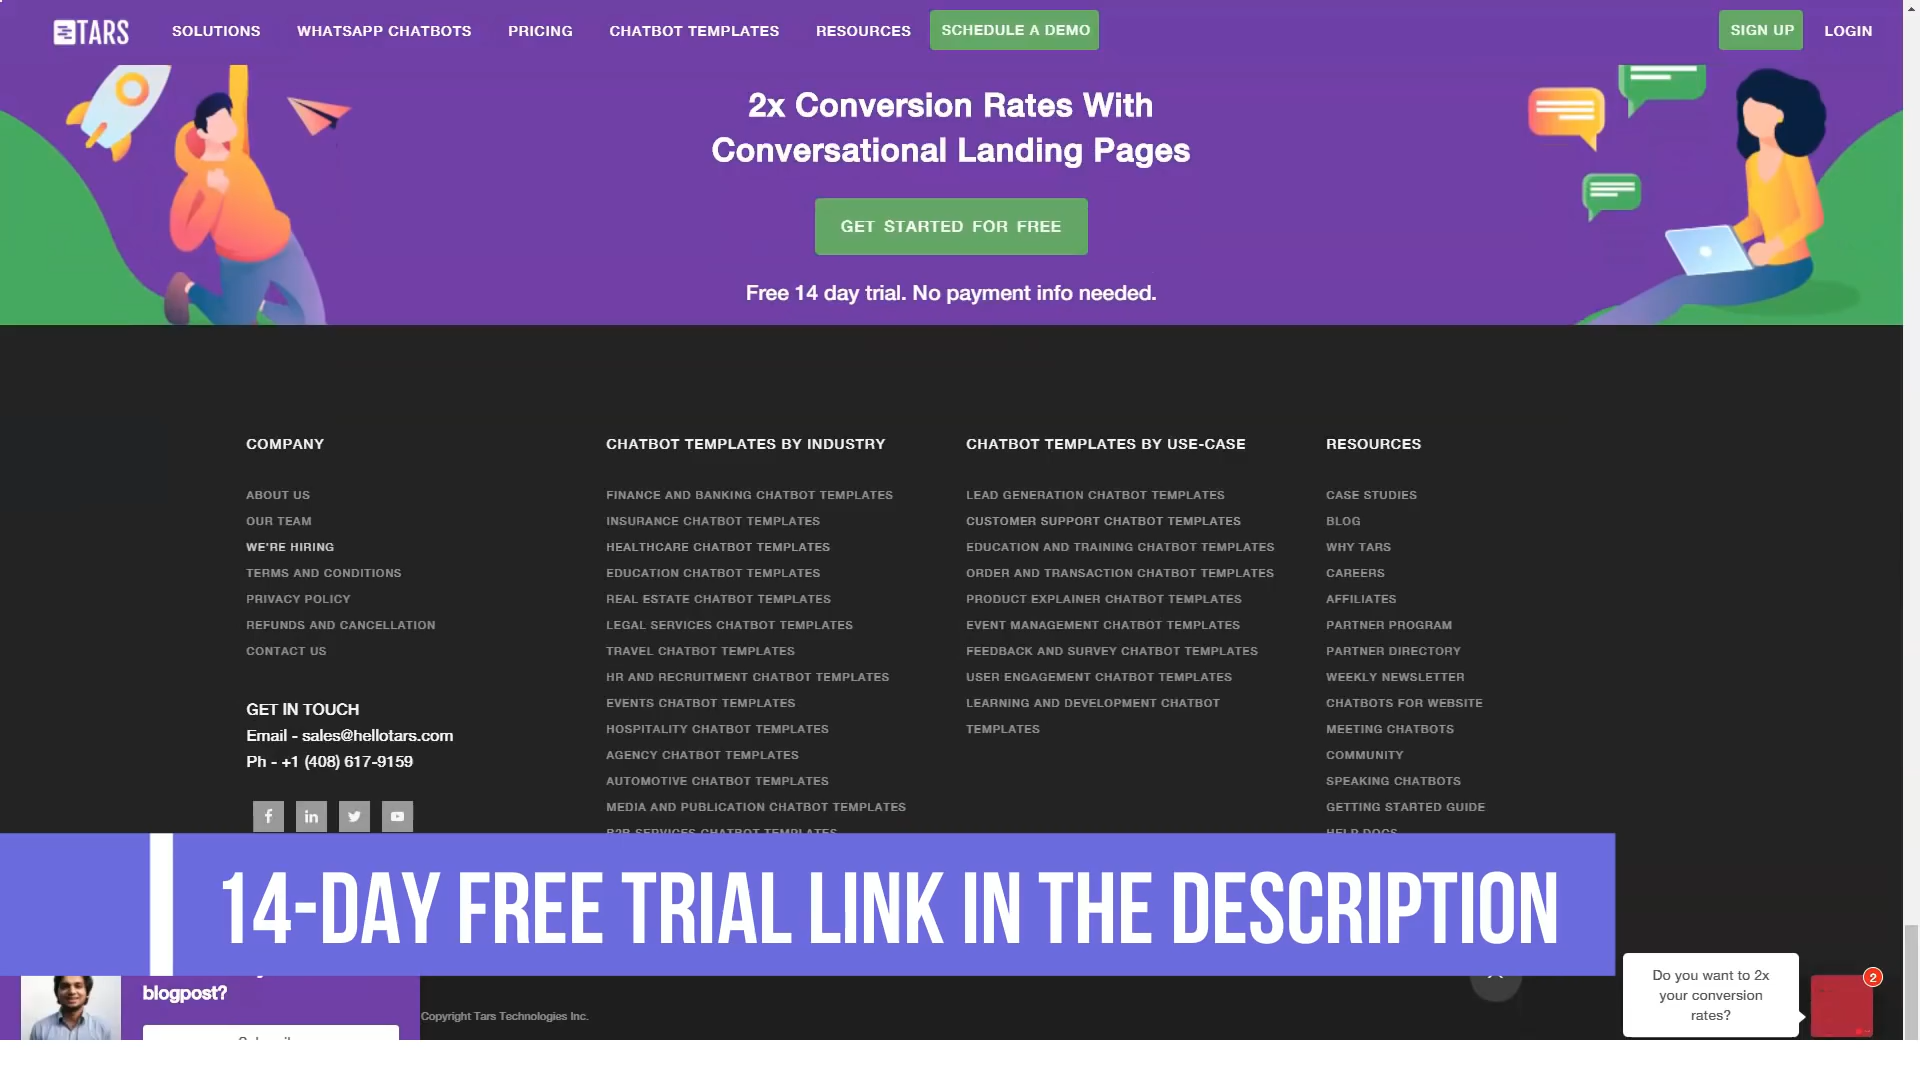 TARS
SOLUTIONS
WHATSAPP CHATBOTS
PRICING
CHATBOT TEMPLATES
RESOURCES
SCHEDULE A DEMO
SIGN UP
LOGIN
2x Conversion Rates With
Conversational Landing Pages
GET STARTED FOR FREE
Free 14 day trial. No payment info needed.
COMPANY
ABOUT US
OUR TEAM
WE'RE HIRING
TERMS AND CONDITIONS
PRIVACY POLICY
REFUNDS AND CANCELLATION
CONTACT US
GET IN TOUCH
Email - sales@hellotars.com
Ph - +1 (408) 617-9159
CHATBOT TEMPLATES BY INDUSTRY
FINANCE AND BANKING CHATBOT TEMPLATES
INSURANCE CHATBOT TEMPLATES
HEALTHCARE CHATBOT TEMPLATES
EDUCATION CHATBOT TEMPLATES
REAL ESTATE CHATBOT TEMPLATES
LEGAL SERVICES CHATBOT TEMPLATES
TRAVEL CHATBOT TEMPLATES
HR AND RECRUITMENT CHATBOT TEMPLATES
EVENTS CHATBOT TEMPLATES
HOSPITALITY CHATBOT TEMPLATES
AGENCY CHATBOT TEMPLATES
AUTOMOTIVE CHATBOT TEMPLATES
MEDIA AND PUBLICATION CHATBOT TEMPLATES
B2B SERVICES CHATBOT TEMPLATES
CHATBOT TEMPLATES BY USE-CASE
LEAD GENERATION CHATBOT TEMPLATES
CUSTOMER SUPPORT CHATBOT TEMPLATES
EDUCATION AND TRAINING CHATBOT TEMPLATES
ORDER AND TRANSACTION CHATBOT TEMPLATES
PRODUCT EXPLAINER CHATBOT TEMPLATES
EVENT MANAGEMENT CHATBOT TEMPLATES
FEEDBACK AND SURVEY CHATBOT TEMPLATES
USER ENGAGEMENT CHATBOT TEMPLATES
LEARNING AND DEVELOPMENT CHATBOT
TEMPLATES
RESOURCES
CASE STUDIES
BLOG
WHY TARS
CAREERS
AFFILIATES
PARTNER PROGRAM
PARTNER DIRECTORY
WEEKLY NEWSLETTER
CHATBOTS FOR WEBSITE
MEETING CHATBOTS
COMMUNITY
SPEAKING CHATBOTS
GETTING STARTED GUIDE
HELP DOCS
14-DAY FREE TRIAL LINK IN THE DESCRIPTION
blogpost?
Copyright Tars Technologies Inc.
Do you want to 2x
your conversion
rates?
2